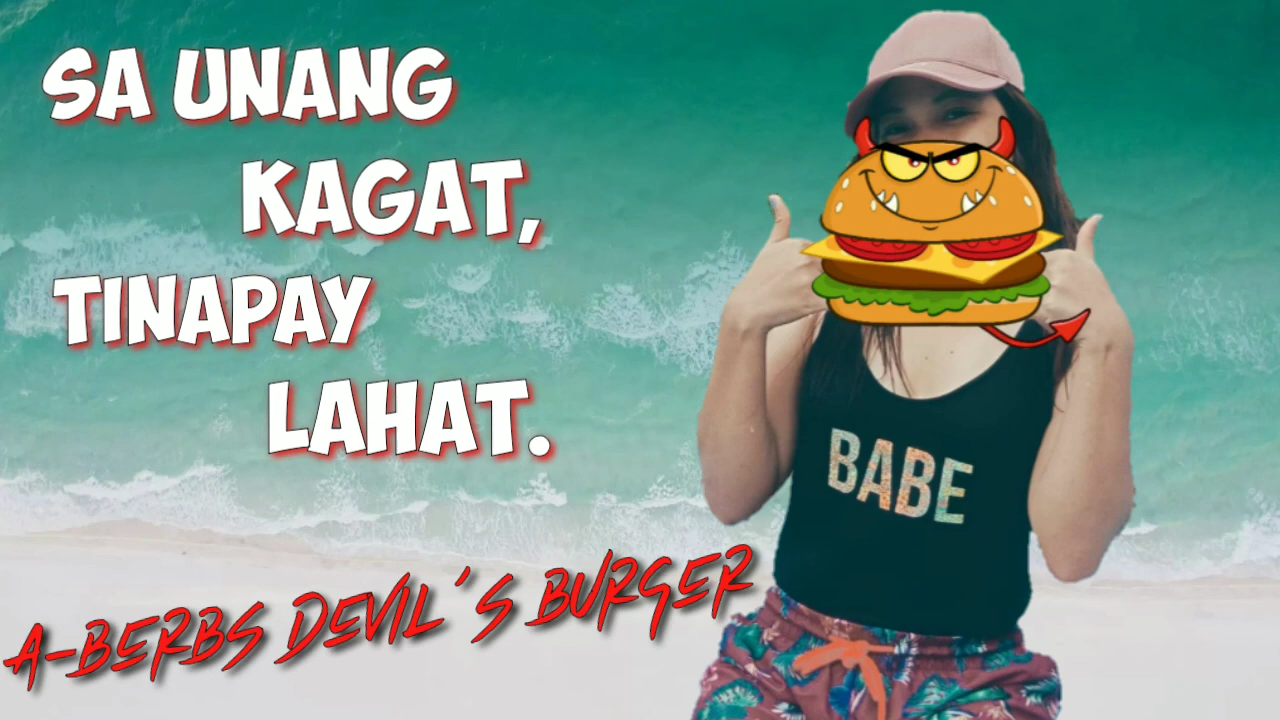 SA UNANG
KAGAT,
TINAPAY
LAHAT.
BABE
A-BERBS DEVIL'S BURGER